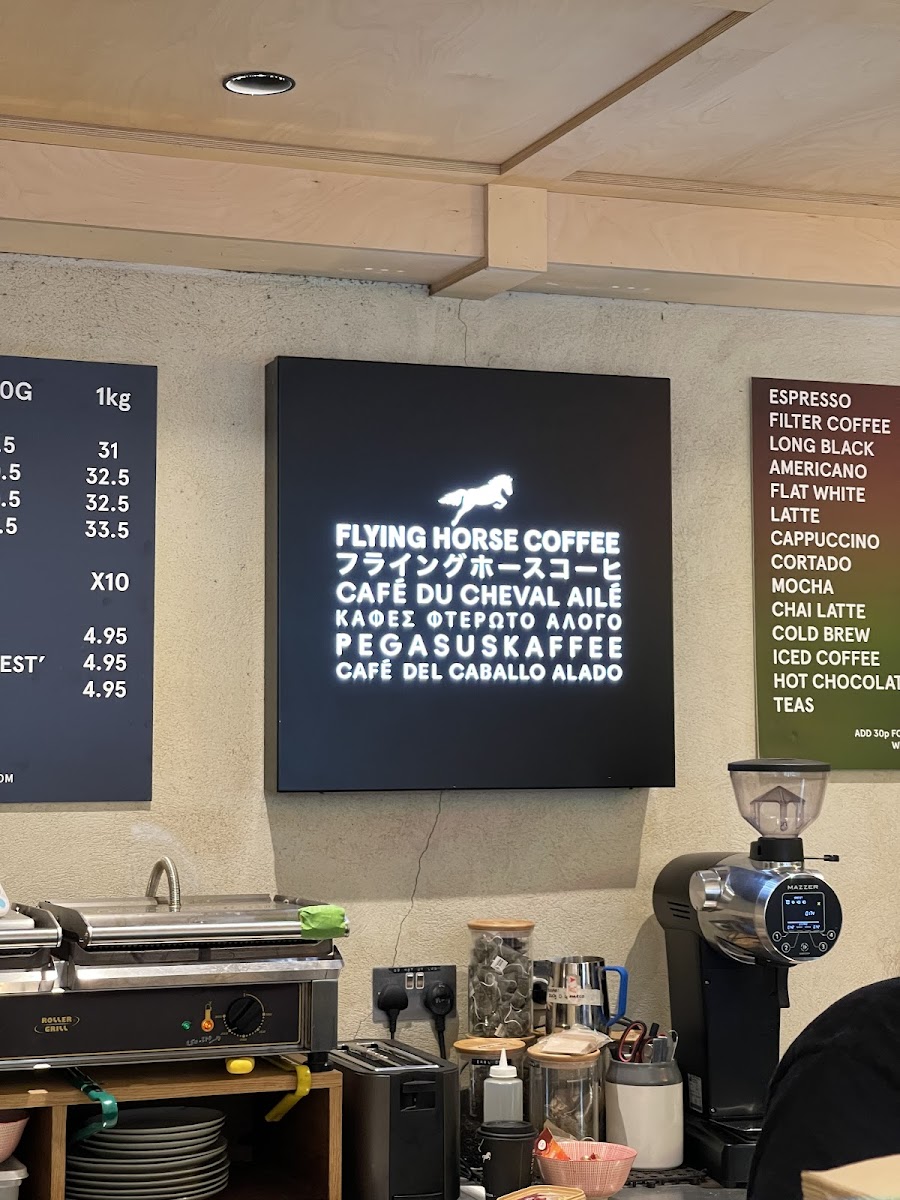 0G 1kg
.5 31
.5 32.5
.5 32.5
.5 33.5
X10
4.95
EST’ 4.95
4.95
OM
FLYING HORSE COFFEE
フライングホースコーヒ
CAFÉ DU CHEVAL AILÉ
ΚΑΦΕΣ ΦΤΕΡΩΤΟ ΑΛΟΓΟ
PEGASUSKAFFEE
CAFÉ DEL CABALLO ALADO
ESPRESSO
FILTER COFFEE
LONG BLACK
AMERICANO
FLAT WHITE
LATTE
CAPPUCCINO
CORTADO
MOCHA
CHAI LATTE
COLD BREW
ICED COFFEE
HOT CHOCOLAT
TEAS
ADD 30p FO
W
MAZZER
ROLLER
GRILL